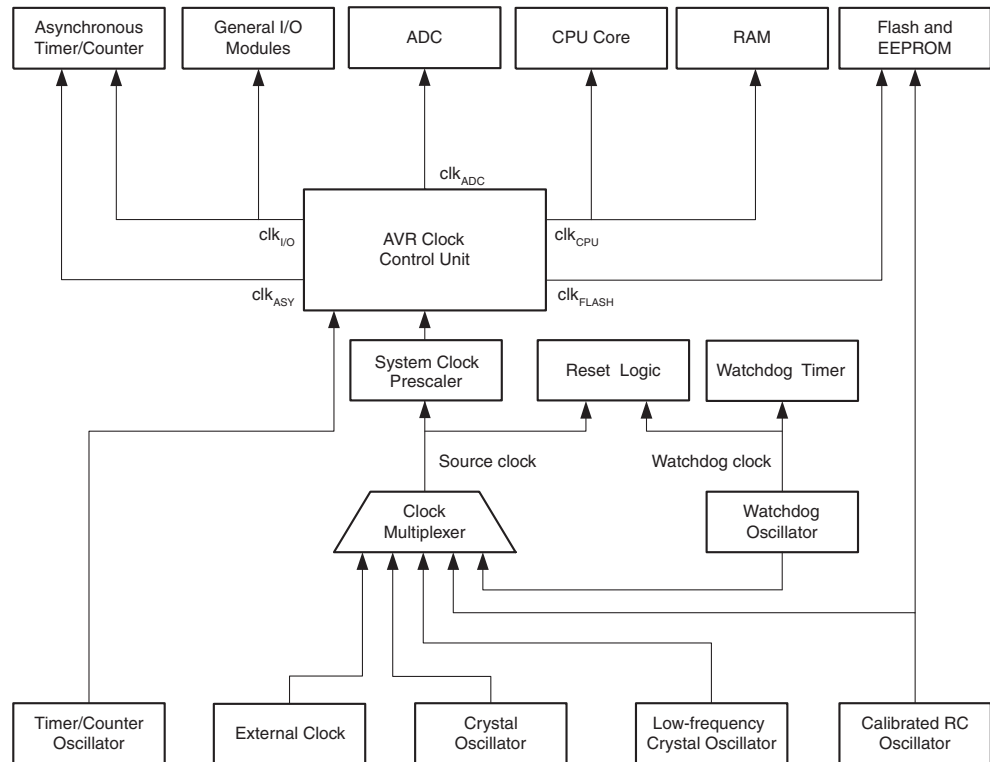 Asynchronous
Timer/Counter
General I/O
Modules
ADC
CPU Core
RAM
Flash and
EEPROM
clkADC
AVR Clock
Control Unit
clkI/O
clkCPU
clkASY
clkFLASH
System Clock
Prescaler
Reset Logic
Watchdog Timer
Source clock
Watchdog clock
Clock
Multiplexer
Watchdog
Oscillator
Timer/Counter
Oscillator
External Clock
Crystal
Oscillator
Low-frequency
Crystal Oscillator
Calibrated RC
Oscillator